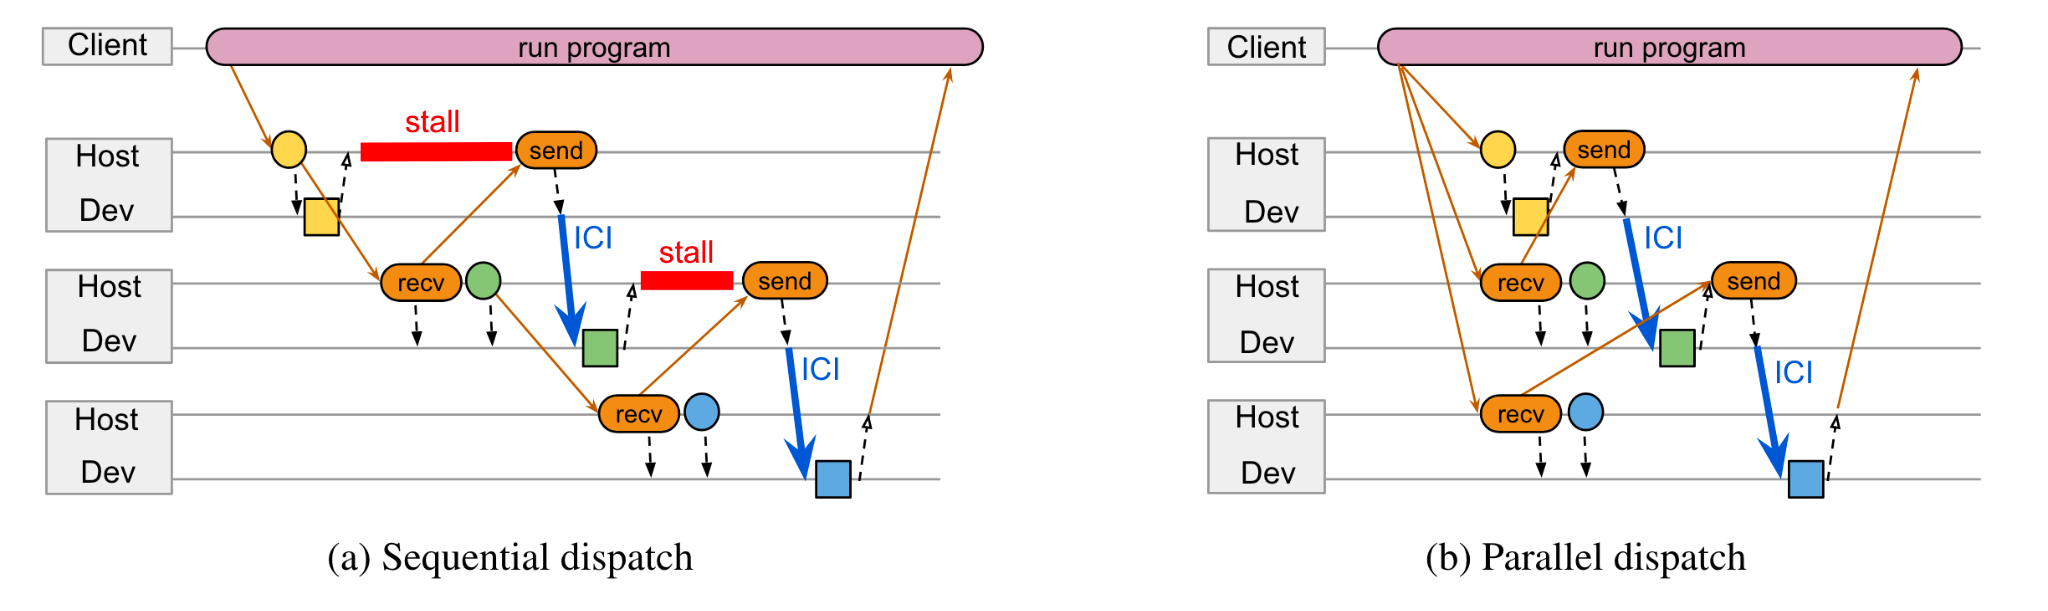 Client
run program
stall
Host
send
Dev
ICI
stall
Host
recv
send
Dev
ICI
Host
recv
Dev
(a) Sequential dispatch
Client
run program
Host
send
Dev
ICI
Host
recv
send
Dev
ICI
Host
recv
Dev
(b) Parallel dispatch